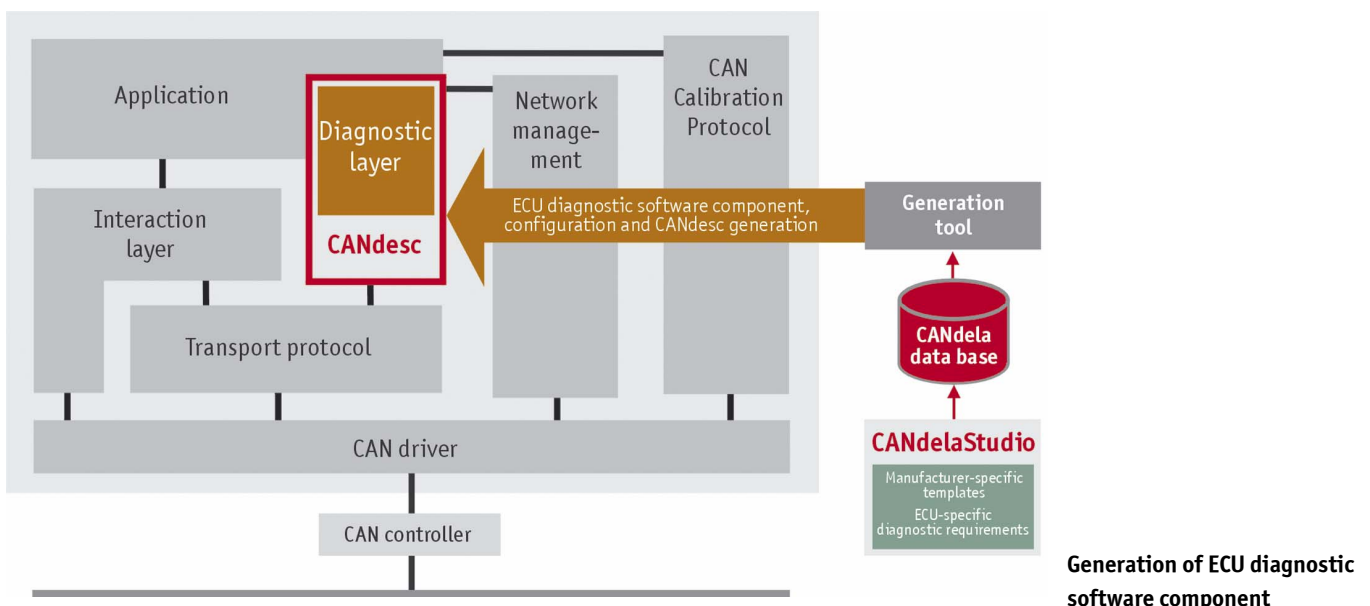 Application
Diagnostic
layer
CANdesc
Network
manage-
ment
CAN
Calibration
Protocol
Interaction
layer
ECU diagnostic software component,
configuration and CANdesc generation
Generation
tool
Transport protocol
CANdela
data base
CAN driver
CANdelaStudio
Manufacturer-specific
templates
ECU-specific
diagnostic requirements
CAN controller
Generation of ECU diagnostic
software component